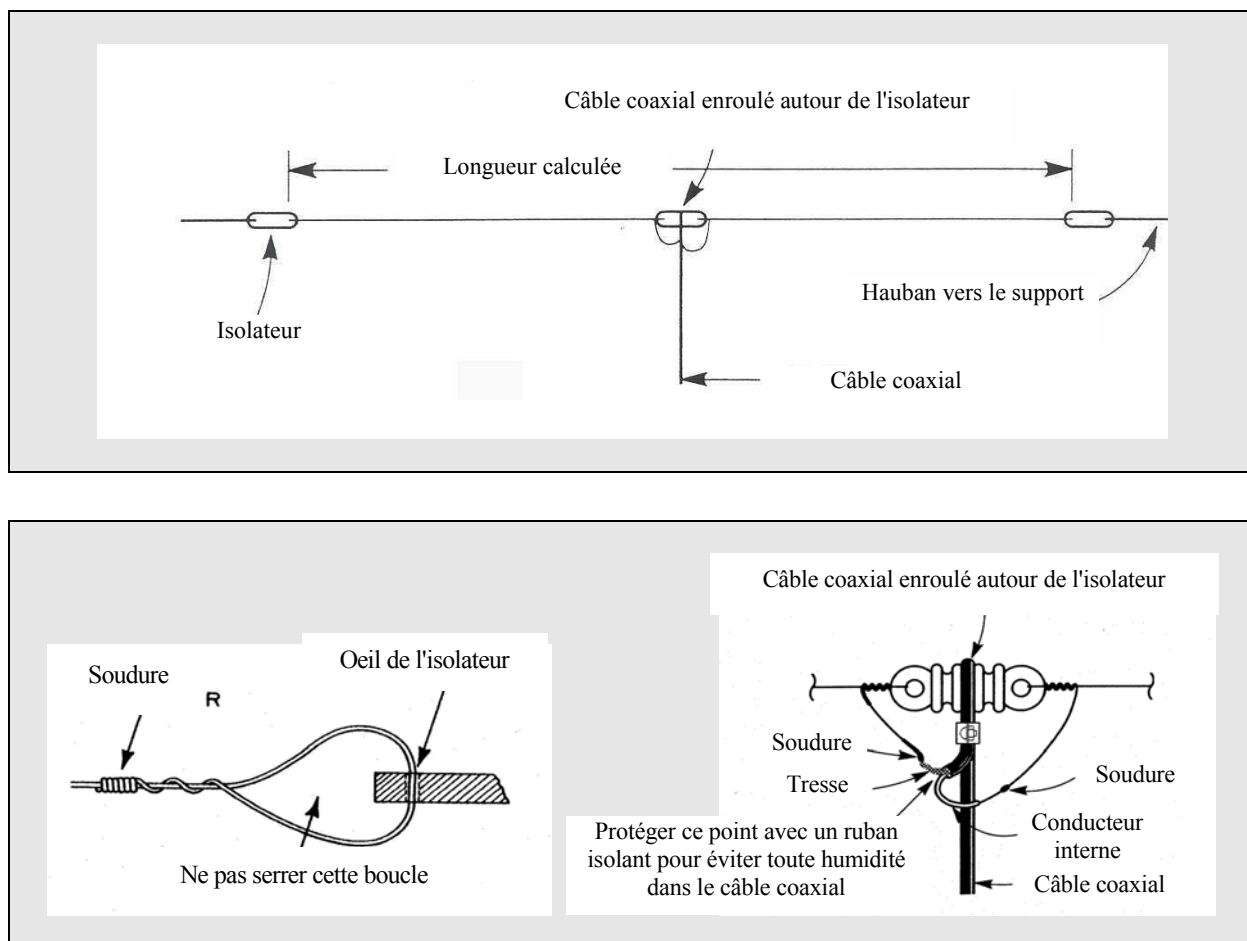 Câble coaxial enroulé autour de l'isolateur
Longueur calculée
Hauban vers le support
Isolateur
Câble coaxial
Câble coaxial enroulé autour de l'isolateur
Oeil de l'isolateur
Soudure
R
Ne pas serrer cette boucle
Soudure
Tresse
Soudure
Protéger ce point avec un ruban
isolant pour éviter toute humidité
dans le câble coaxial
Conducteur
interne
Câble coaxial